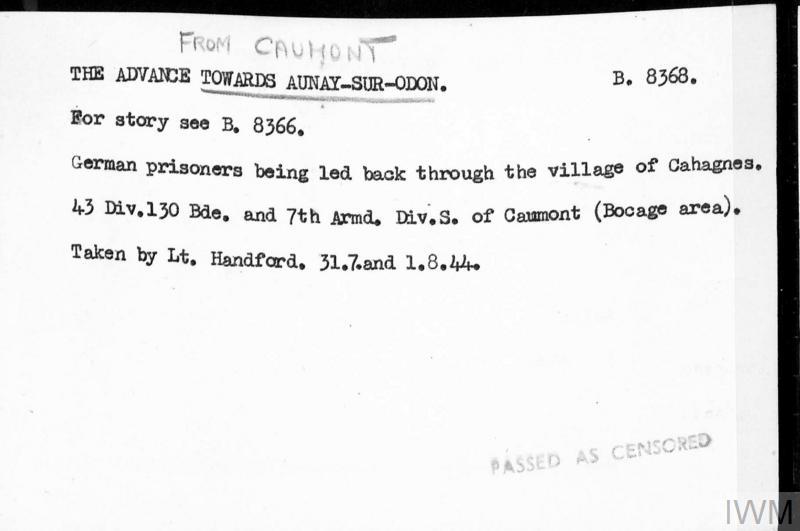 FROM CAUMONT
THE ADVANCE TOWARDS AUNAY-SUR-ODON. B. 8368.
For story see B. 8366.
German prisoners being led back through the village of Cahagnes.
43 Div.130 Bde. and 7th Armd. Div.S. of Caumont (Bocage area).
Taken by Lt. Handford. 31.7.and 1.8.44.
PASSED AS CENSORED
IWM